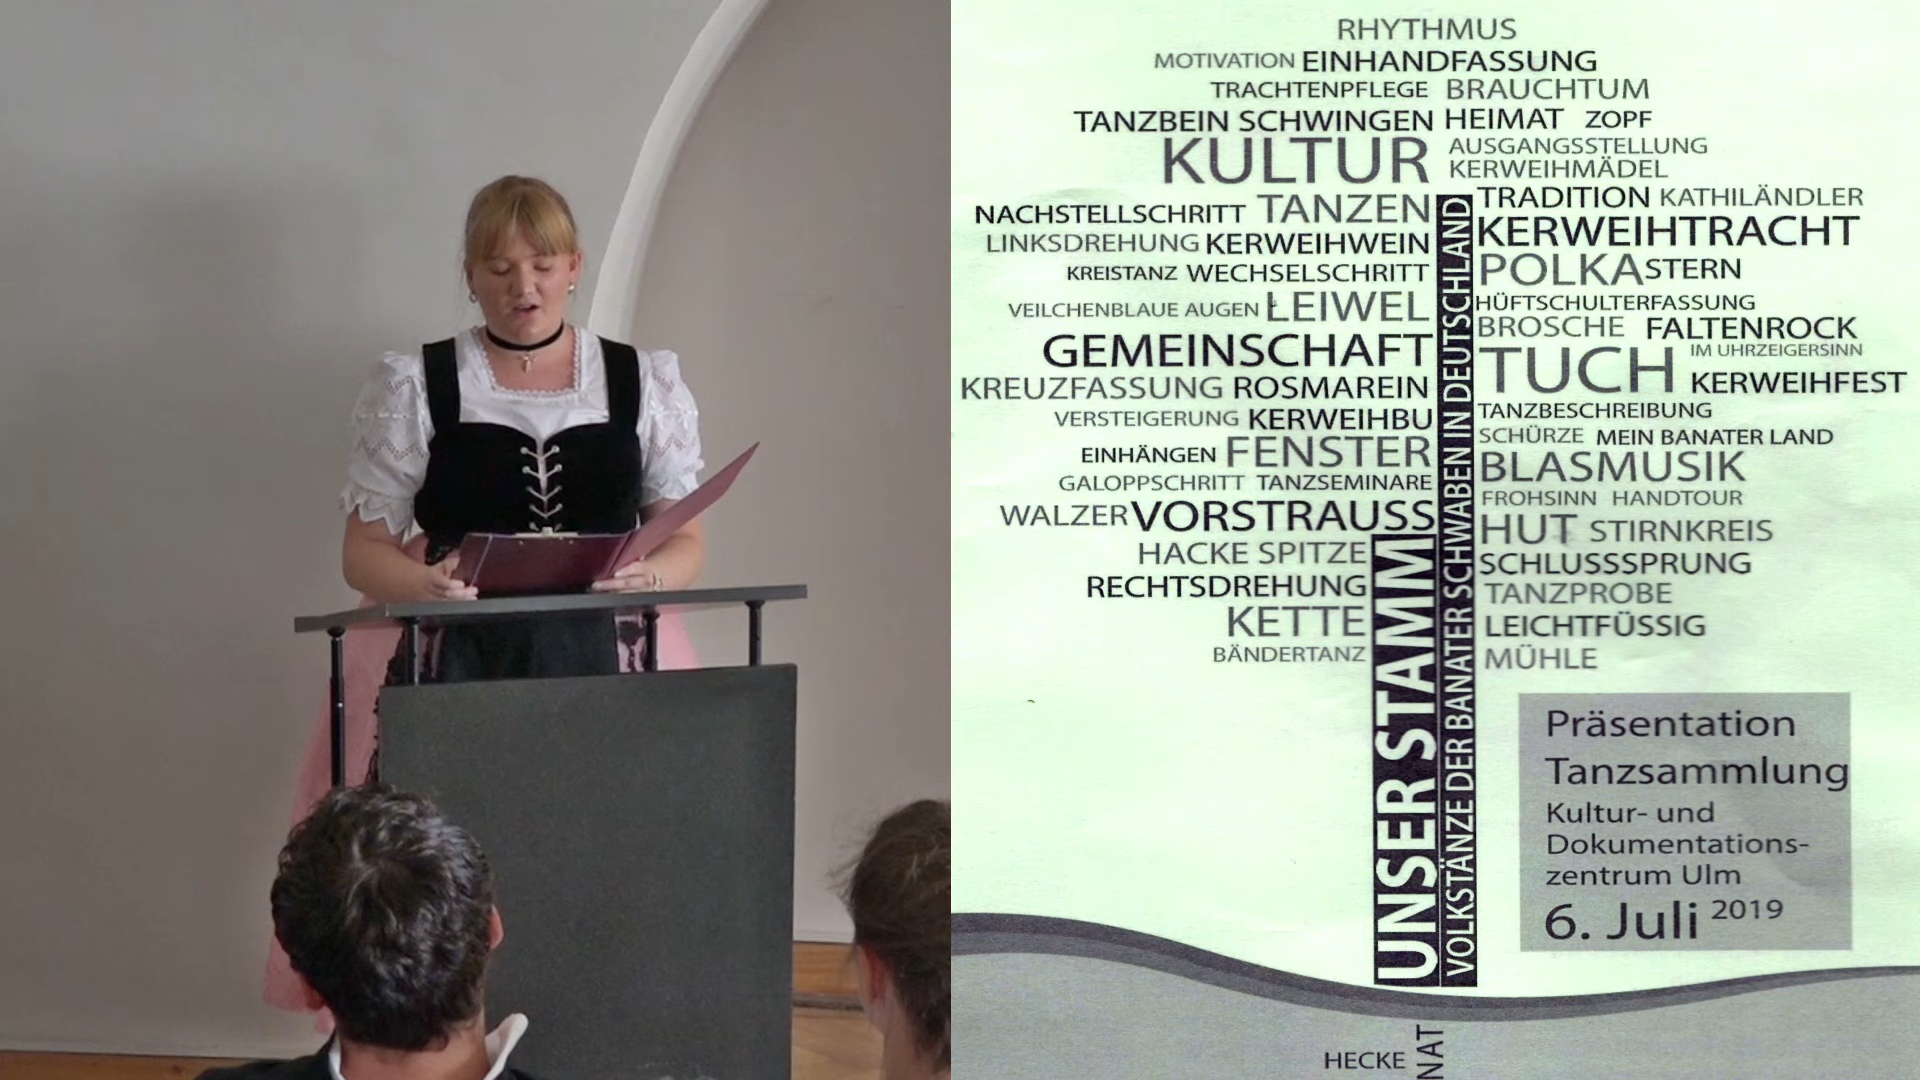 RHYTHMUS
MOTIVATION EINHANDFASSUNG
TRACHTENPFLEGE BRAUCHTUM
TANZBEIN SCHWINGEN HEIMAT ZOPF
KULTUR AUSGANGSSTELLUNG
KERWEIHMÄDEL
NACHSTELLSCHRITT TANZEN TRADITION KATHILÄNDLER
LINKSDREHUNG KERWEIHWEIN KERWEIHTRACHT
KREISTANZ WECHSELSCHRITT POLKA STERN
VEILCHENBLAUE AUGEN LEIWEL HÜFTSCHULTERFASSUNG
BROSCHE FALTENROCK
GEMEINSCHAFT TUCH IM UHRZEIGERSINN
KREUZFASSUNG ROSMAREIN KERWEIHFEST
VERSTEIGERUNG KERWEIHBU TANZBESCHREIBUNG
SCHÜRZE MEIN BANATER LAND
EINHÄNGEN FENSTER BLASMUSIK
GALOPPSCHRITT TANZSEMINARE FROHSINN HANDTOUR
WALZER VORSTRAUSS HUT STIRNKREIS
HACKE SPITZE SCHLUSSSPRUNG
RECHTSDREHUNG TANZPROBE
KETTE LEICHTFÜSSIG
BÄNDERTANZ MÜHLE
UNSER STAMM
VOLKSTÄNZE DER BANATER SCHWABEN IN DEUTSCHLAND
Präsentation
Tanzsammlung
Kultur- und
Dokumentations-
zentrum Ulm
6. Juli 2019
HECKE
NAT